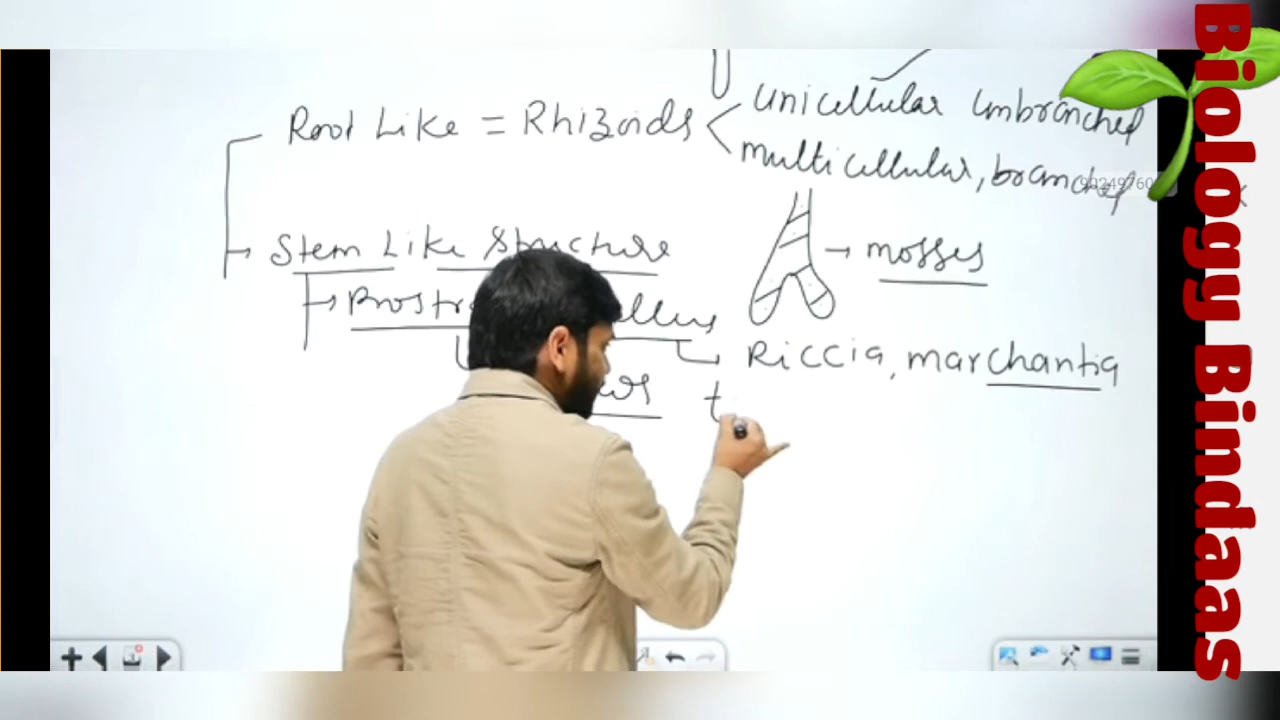 Root Like = Rhizoids
unicellular unbranched
multicellular, branched
Stem Like Structure
→ mosses
Riccia, marchantia
t
Biology Bindaas